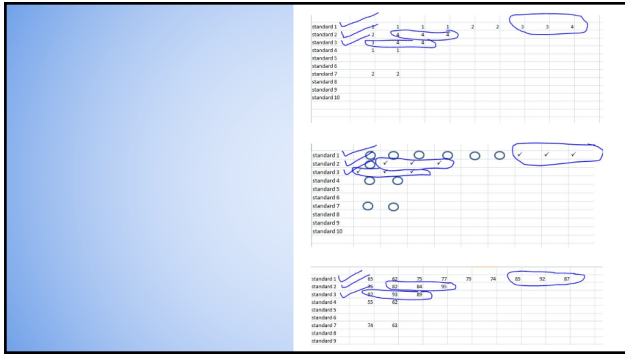 standard 1 2 1 1 1 2 2 3 3 4
standard 2 2 4 4 4
standard 3 3 4 4
standard 4 1 1
standard 5
standard 6
standard 7 2 2
standard 8
standard 9
standard 10
standard 1 ✓ ✓ ✓
standard 2 ✓ ✓ ✓
standard 3 ✓ ✓ ✓
standard 4
standard 5
standard 6
standard 7
standard 8
standard 9
standard 10
standard 1 65 62 75 77 79 74 85 92 87
standard 2 75 82 84 95
standard 3 82 93 89
standard 4 55 62
standard 5
standard 6
standard 7 74 63
standard 8
standard 9